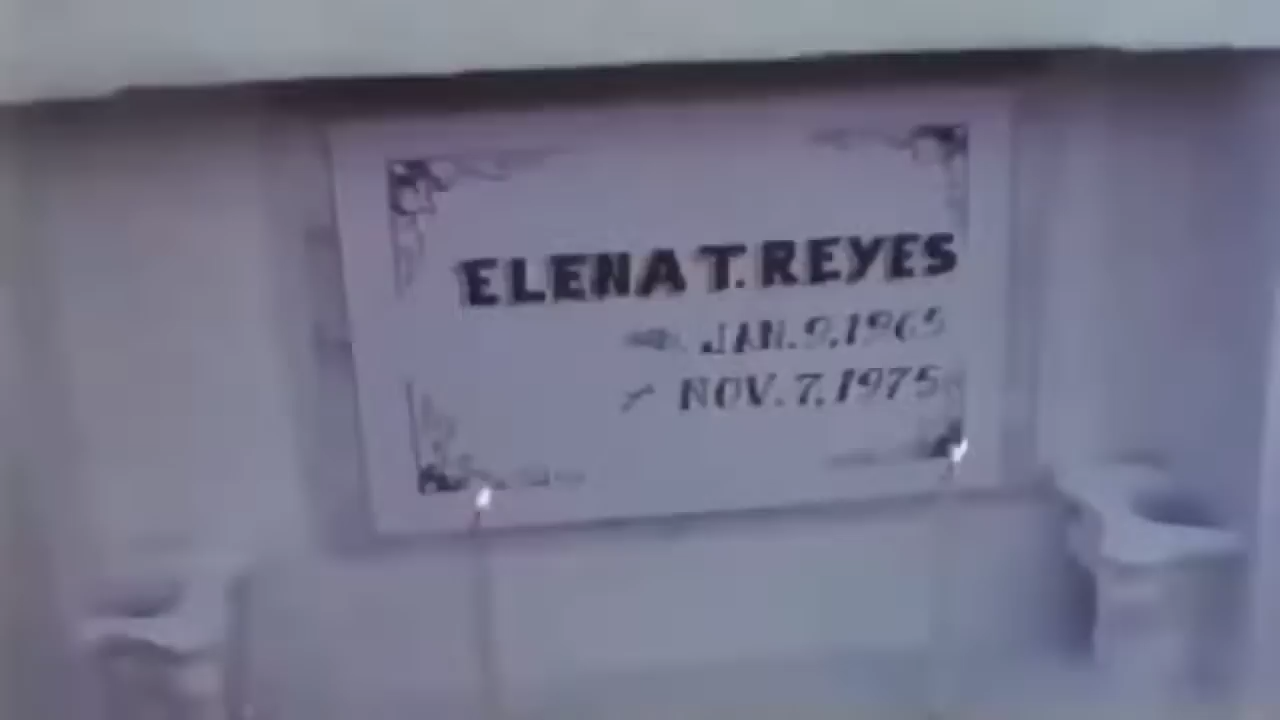 ELENA T. REYES
JAN. 9, 1965
NOV. 7, 1975